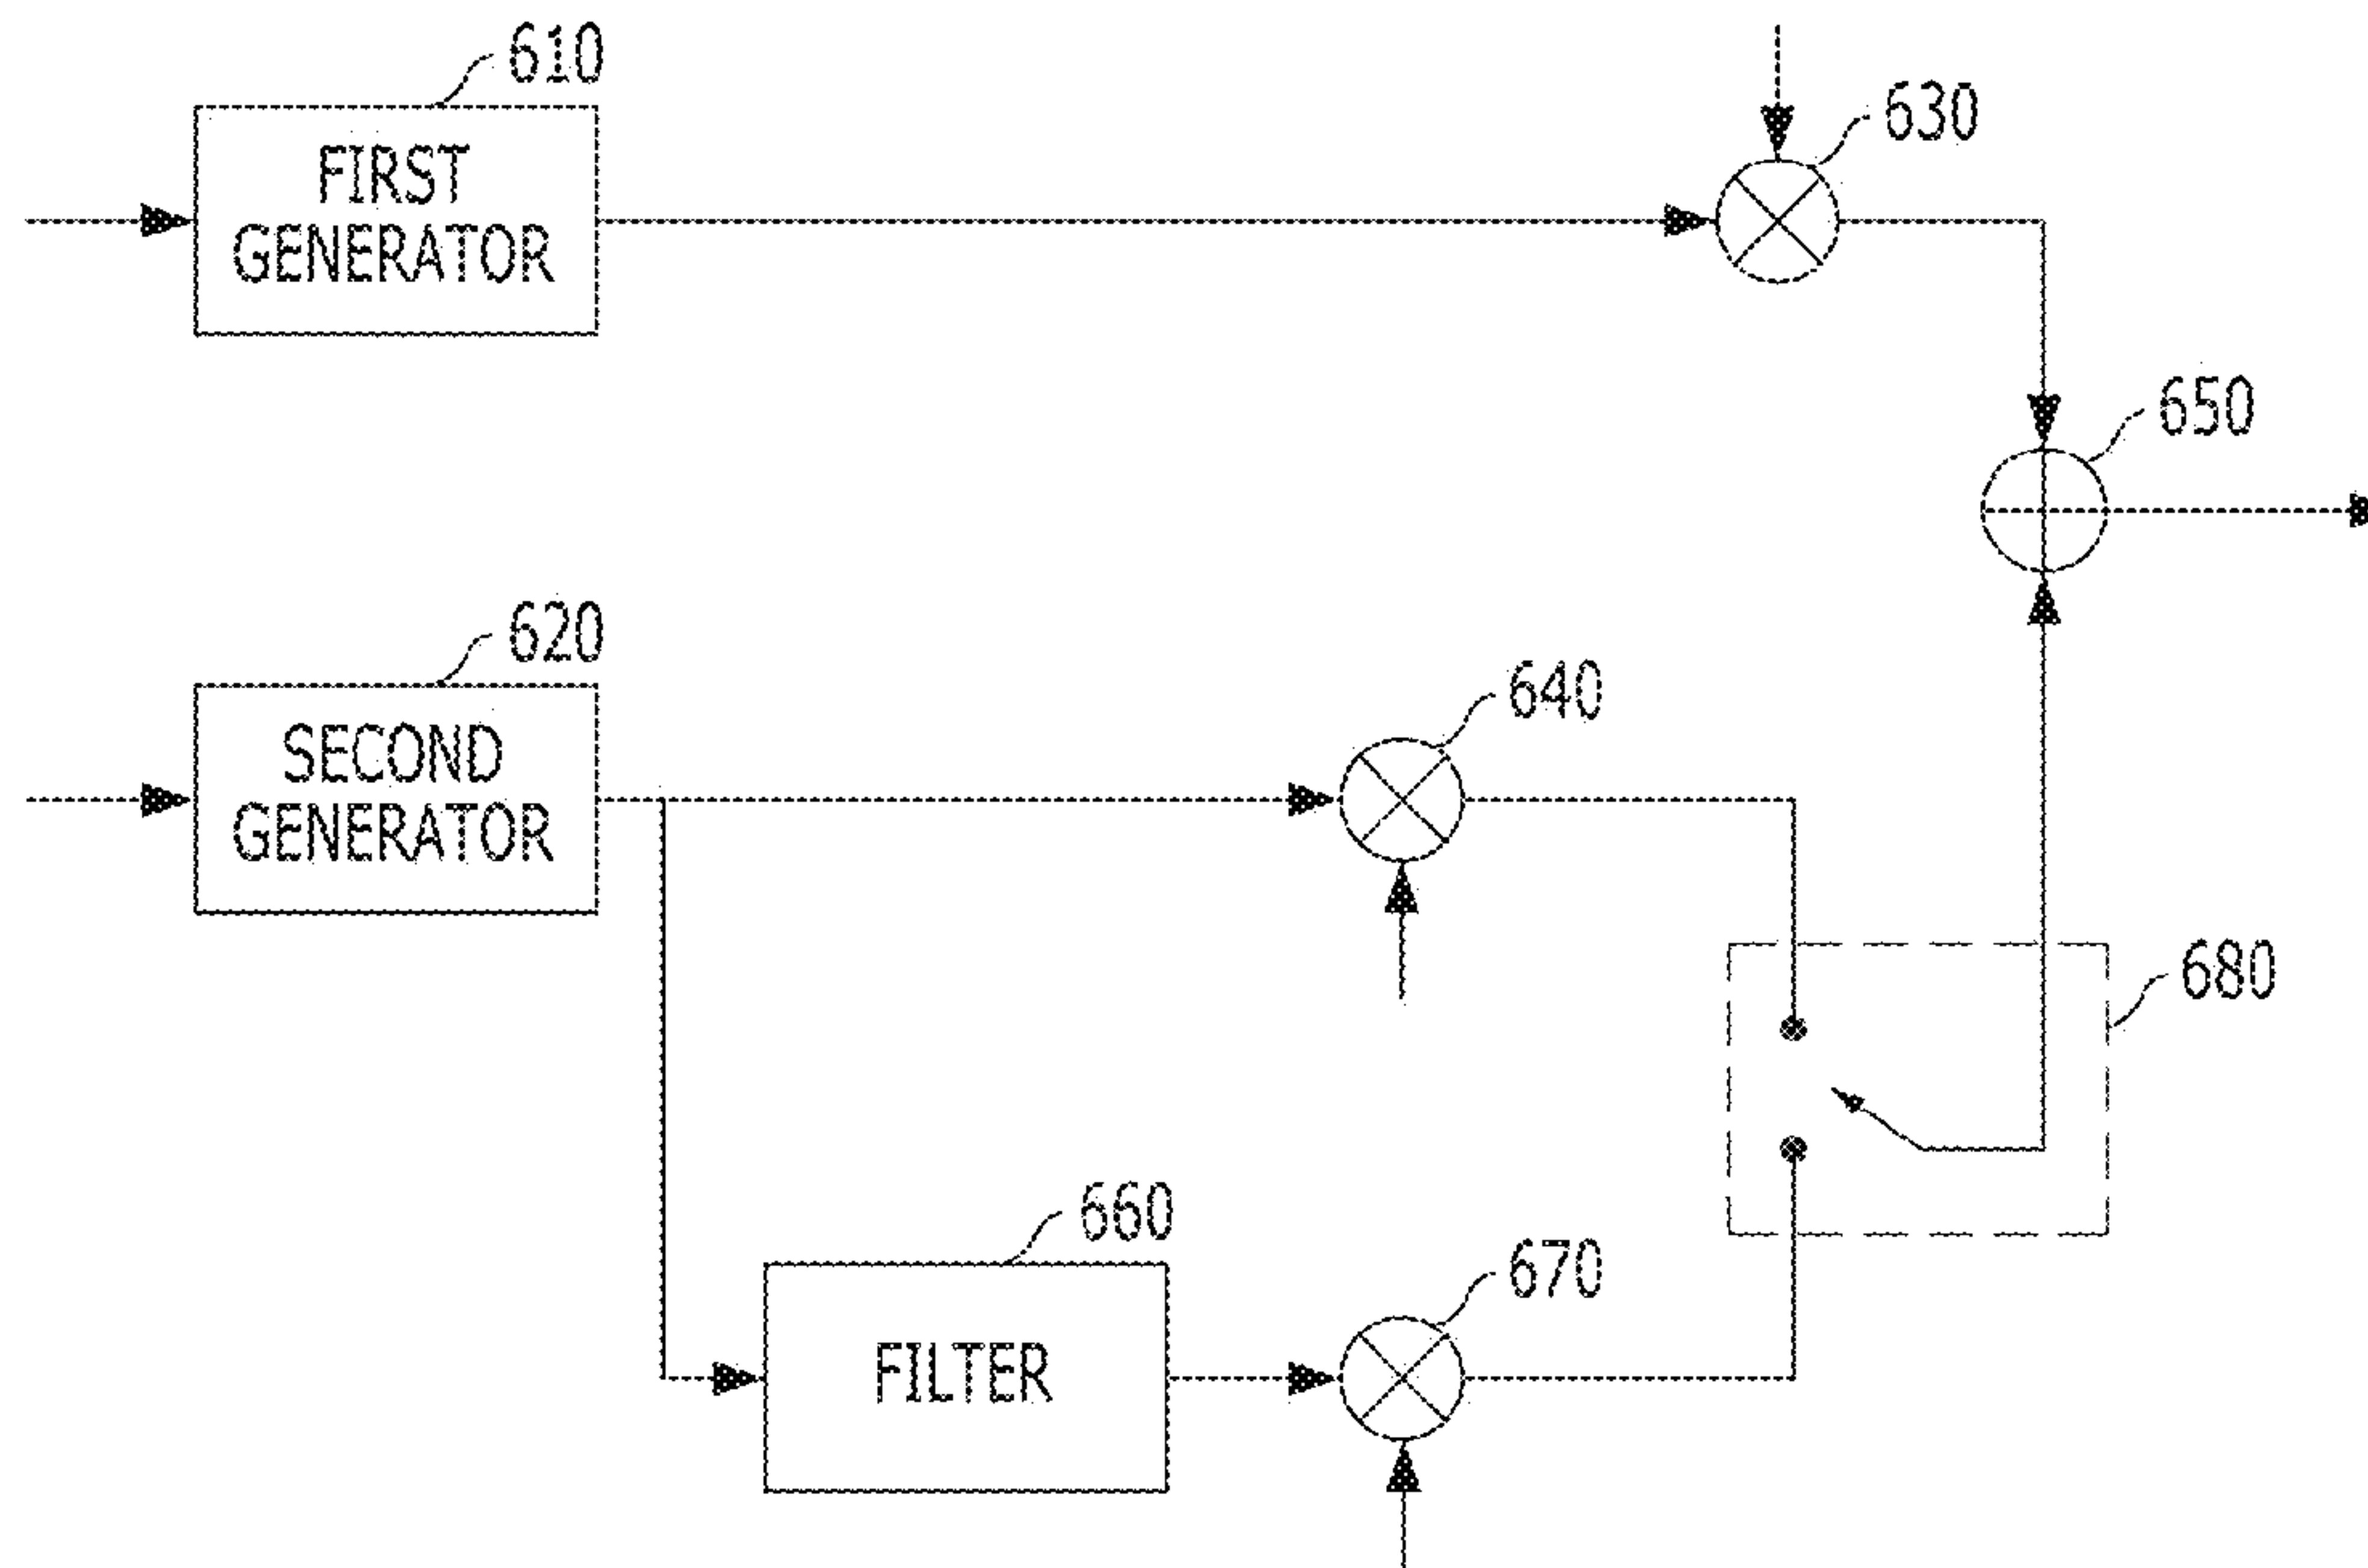 610
FIRST
GENERATOR
630
650
620
SECOND
GENERATOR
640
680
660
FILTER
670